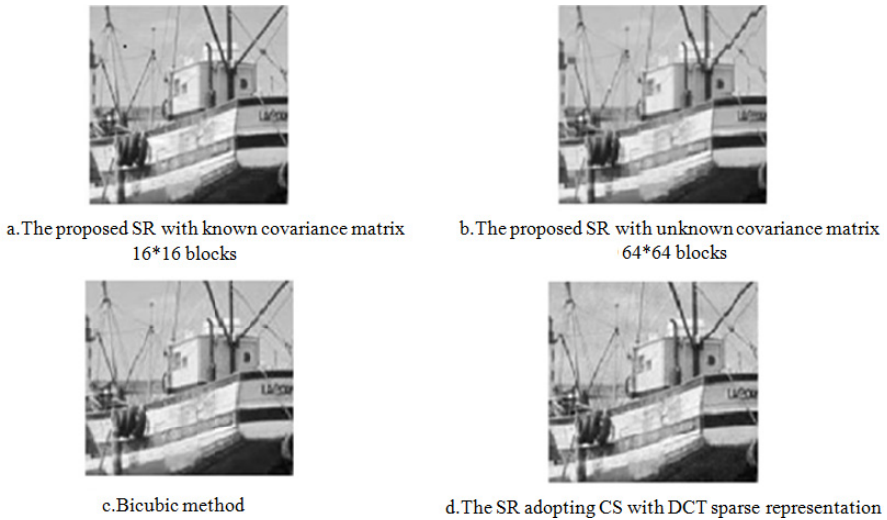 a.The proposed SR with known covariance matrix
16*16 blocks
b.The proposed SR with unknown covariance matrix
64*64 blocks
c.Bicubic method
d.The SR adopting CS with DCT sparse representation